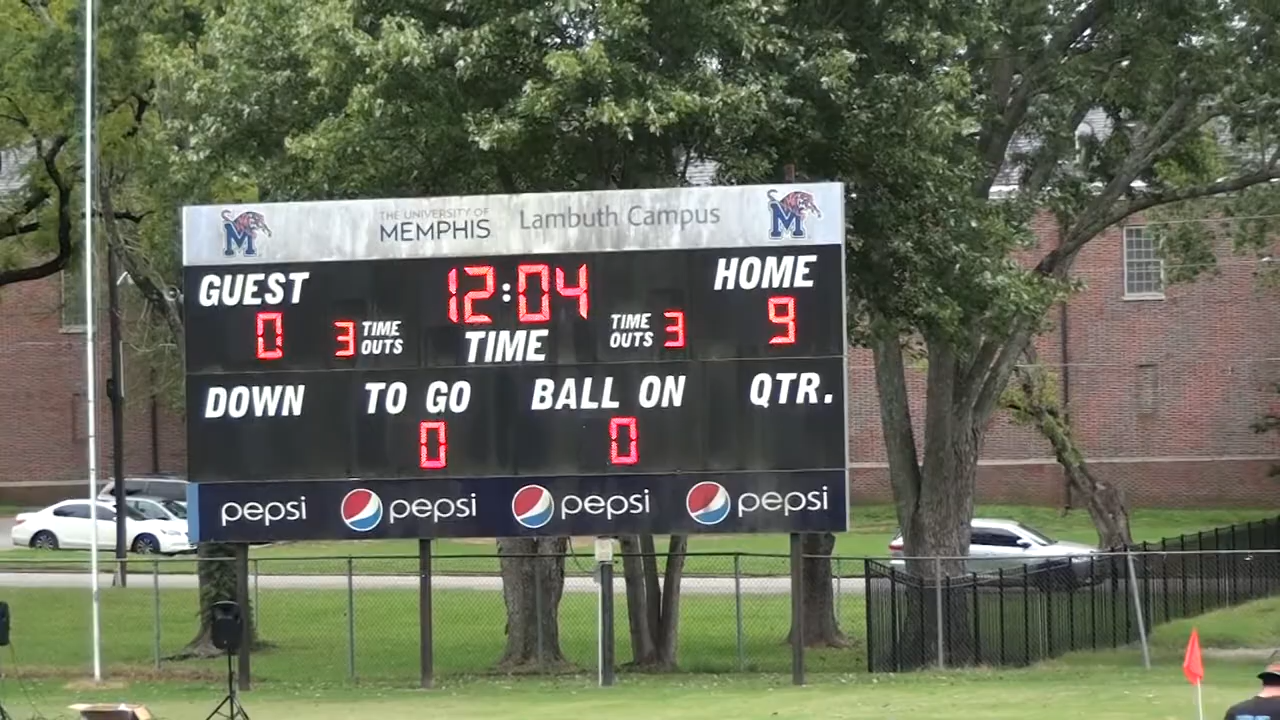 M THE UNIVERSITY OF MEMPHIS Lambuth Campus M
GUEST 12:04 HOME
0 3 TIME OUTS TIME TIME OUTS 3 9
DOWN TO GO BALL ON QTR.
0 0
pepsi pepsi pepsi pepsi